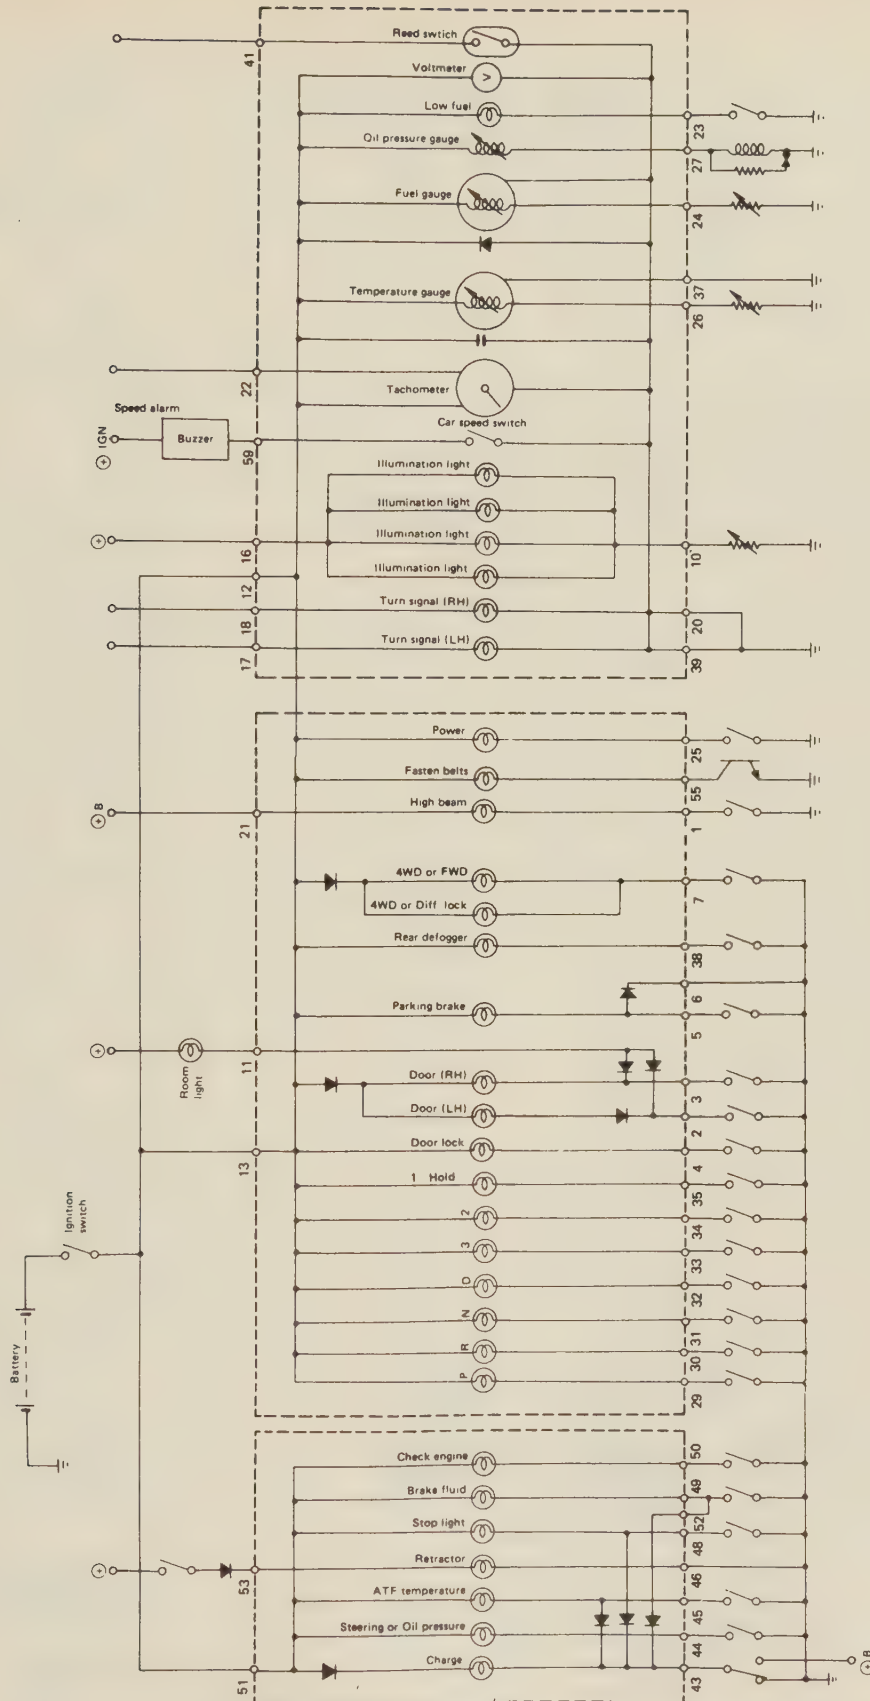 Reed swtich
41
Voltmeter
V
Low fuel
23
Oil pressure gauge
27
Fuel gauge
24
Temperature gauge
37
26
22
Tachometer
Speed alarm
Car speed switch
⊕ IGN
Buzzer
59
Illumination light
Illumination light
⊕
16
Illumination light
10
Illumination light
12
Turn signal (RH)
18
20
Turn signal (LH)
17
39
Power
25
Fasten belts
55
⊕ B
High beam
21
1
4WD or FWD
7
4WD or Diff lock
Rear defogger
38
6
Parking brake
5
⊕
Room
light
11
Door (RH)
3
Door (LH)
2
Door lock
13
4
1 Hold
35
2
34
Ignition
switch
3
33
D
32
N
31
Battery
R
30
P
29
Check engine
50
Brake fluid
49
52
Stop light
48
⊕
Retractor
53
46
ATF temperature
45
Steering or Oil pressure
44
Charge
51
43
⊕ B